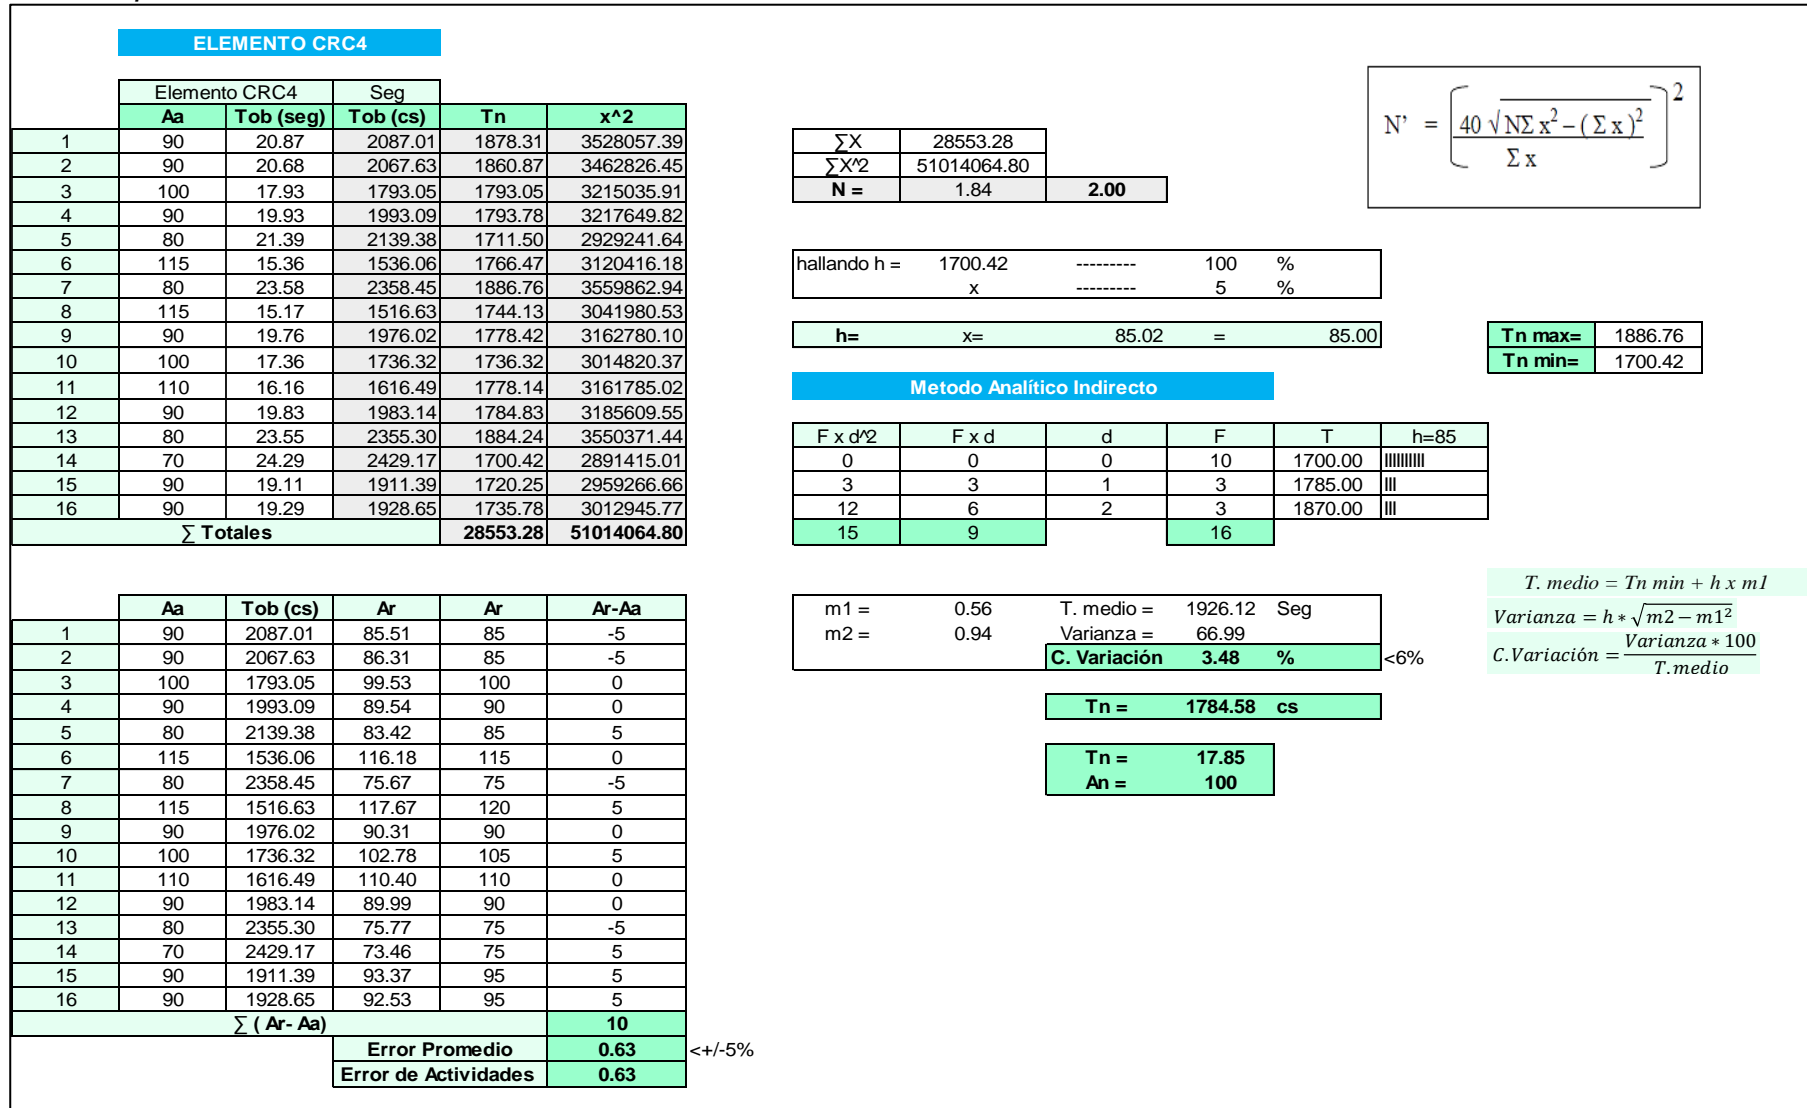 ELEMENTO CRC4
Elemento CRC4 Seg
Aa Tob (seg) Tob (cs) Tn x^2
1 90 20.87 2087.01 1878.31 3528057.39
2 90 20.68 2067.63 1860.87 3462826.45
3 100 17.93 1793.05 1793.05 3215035.91
4 90 19.93 1993.09 1793.78 3217649.82
5 80 21.39 2139.38 1711.50 2929241.64
6 115 15.36 1536.06 1766.47 3120416.18
7 80 23.58 2358.45 1886.76 3559862.94
8 115 15.17 1516.63 1744.13 3041980.53
9 90 19.76 1976.02 1778.42 3162780.10
10 100 17.36 1736.32 1736.32 3014820.37
11 110 16.16 1616.49 1778.14 3161785.02
12 90 19.83 1983.14 1784.83 3185609.55
13 80 23.55 2355.30 1884.24 3550371.44
14 70 24.29 2429.17 1700.42 2891415.01
15 90 19.11 1911.39 1720.25 2959266.66
16 90 19.29 1928.65 1735.78 3012945.77
∑ Totales 28553.28 51014064.80
∑X 28553.28
∑X^2 51014064.80
N = 1.84 2.00
N' = ( 40 √ NΣ x² – ( Σ x )² / Σ x )²
hallando h = 1700.42 --------- 100 %
x --------- 5 %
h= x= 85.02 = 85.00
Tn max= 1886.76
Tn min= 1700.42
Metodo Analítico Indirecto
F x d^2 F x d d F T h=85
0 0 0 10 1700.00 IIIIIIIIII
3 3 1 3 1785.00 III
12 6 2 3 1870.00 III
15 9 16
Aa Tob (cs) Ar Ar Ar-Aa
1 90 2087.01 85.51 85 -5
2 90 2067.63 86.31 85 -5
3 100 1793.05 99.53 100 0
4 90 1993.09 89.54 90 0
5 80 2139.38 83.42 85 5
6 115 1536.06 116.18 115 0
7 80 2358.45 75.67 75 -5
8 115 1516.63 117.67 120 5
9 90 1976.02 90.31 90 0
10 100 1736.32 102.78 105 5
11 110 1616.49 110.40 110 0
12 90 1983.14 89.99 90 0
13 80 2355.30 75.77 75 -5
14 70 2429.17 73.46 75 5
15 90 1911.39 93.37 95 5
16 90 1928.65 92.53 95 5
∑ ( Ar- Aa) 10
Error Promedio 0.63 <+/-5%
Error de Actividades 0.63
m1 = 0.56 T. medio = 1926.12 Seg
m2 = 0.94 Varianza = 66.99
C. Variación 3.48 % <6%
Tn = 1784.58 cs
Tn = 17.85
An = 100
T. medio = Tn min + h x m1
Varianza = h * √m2 − m1²
C.Variación = Varianza * 100 / T.medio